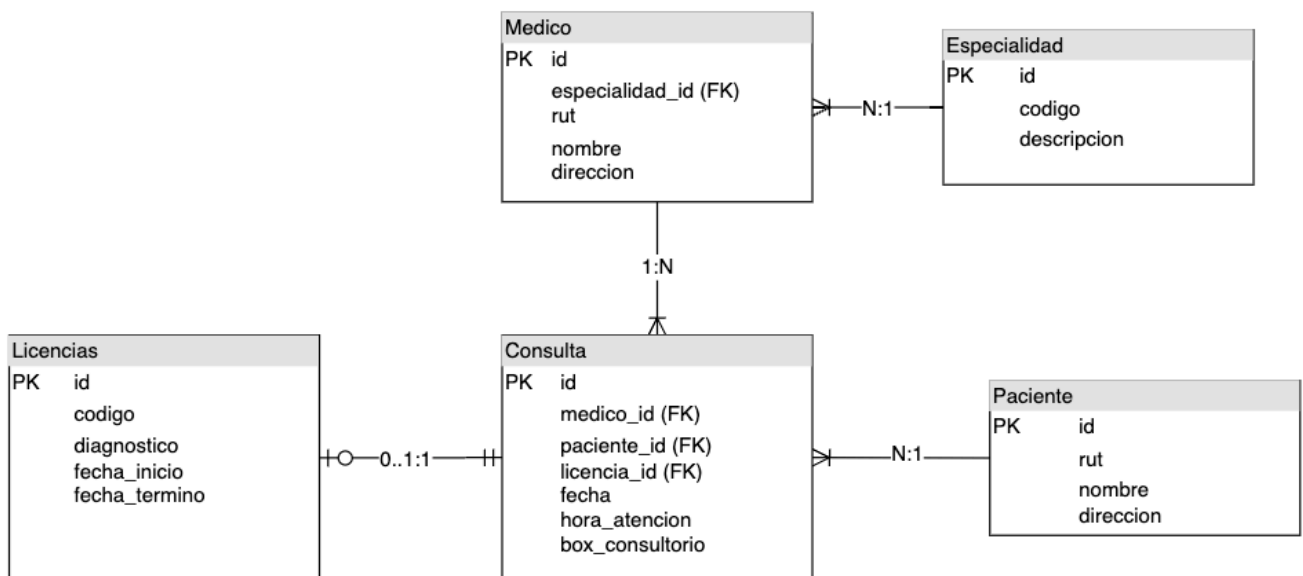 Medico
PK id
especialidad_id (FK)
rut
nombre
direccion
N:1
Especialidad
PK id
codigo
descripcion
1:N
Licencias
PK id
codigo
diagnostico
fecha_inicio
fecha_termino
0..1:1
Consulta
PK id
medico_id (FK)
paciente_id (FK)
licencia_id (FK)
fecha
hora_atencion
box_consultorio
N:1
Paciente
PK id
rut
nombre
direccion